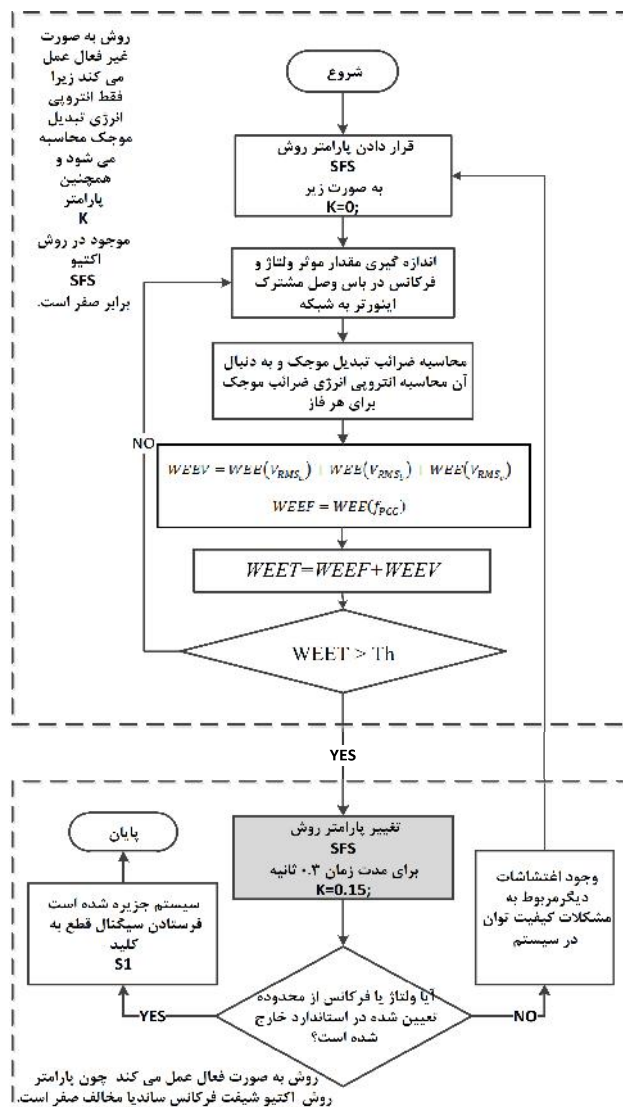 روش به صورت
غیر فعال عمل
می کند زیرا
فقط انتروپی
انرژی تبدیل
موجک محاسبه
می شود و
همچنین
پارامتر
K
موجود در روش
اکتیو
SFS
برابر صفر است.
شروع
قرار دادن پارامتر روش
SFS
به صورت زیر
K=0;
اندازه گیری مقدار موثر ولتاژ و
فرکانس در باس وصل مشترک
اینورتر به شبکه
محاسبه ضرائب تبدیل موجک و به دنبال
آن محاسبه انتروپی انرژی ضرائب موجک
برای هر فاز
NO
WEEV = WEE(V_RMS) + WEE(V_RMS) + WEE(V_RMS)
WEEF = WEE(f_PCC)
WEET=WEEF+WEEV
WEET > Th
YES
تغییر پارامتر روش
SFS
برای مدت زمان ۰.۳ ثانیه
K=0.15;
پایان
سیستم جزیره شده است
فرستادن سیگنال قطع به
کلید
S1
وجود اغتشاشات
دیگرمربوط به
مشکلات کیفیت توان
در سیستم
آیا ولتاژ یا فرکانس از محدوده
تعیین شده در استاندارد خارج
شده است؟
YES
NO
روش به صورت فعال عمل می کند چون پارامتر
روش اکتیو شیفت فرکانس ساندیا مخالف صفر است.